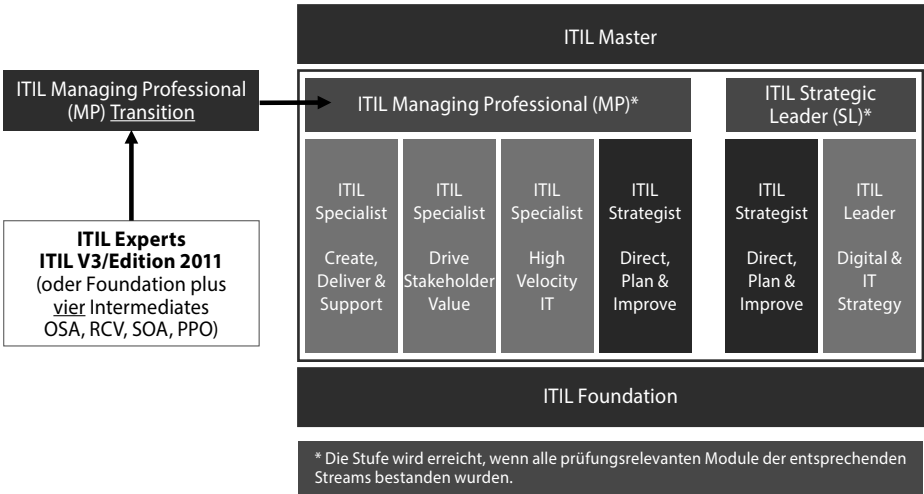 ITIL Master
ITIL Managing Professional
(MP) Transition
ITIL Managing Professional (MP)*
ITIL Strategic
Leader (SL)*
ITIL
Specialist
Create,
Deliver &
Support
ITIL
Specialist
Drive
Stakeholder
Value
ITIL
Specialist
High
Velocity
IT
ITIL
Strategist
Direct,
Plan &
Improve
ITIL
Strategist
Direct,
Plan &
Improve
ITIL
Leader
Digital &
IT
Strategy
ITIL Experts
ITIL V3/Edition 2011
(oder Foundation plus
vier Intermediates
OSA, RCV, SOA, PPO)
ITIL Foundation
* Die Stufe wird erreicht, wenn alle prüfungsrelevanten Module der entsprechenden
Streams bestanden wurden.